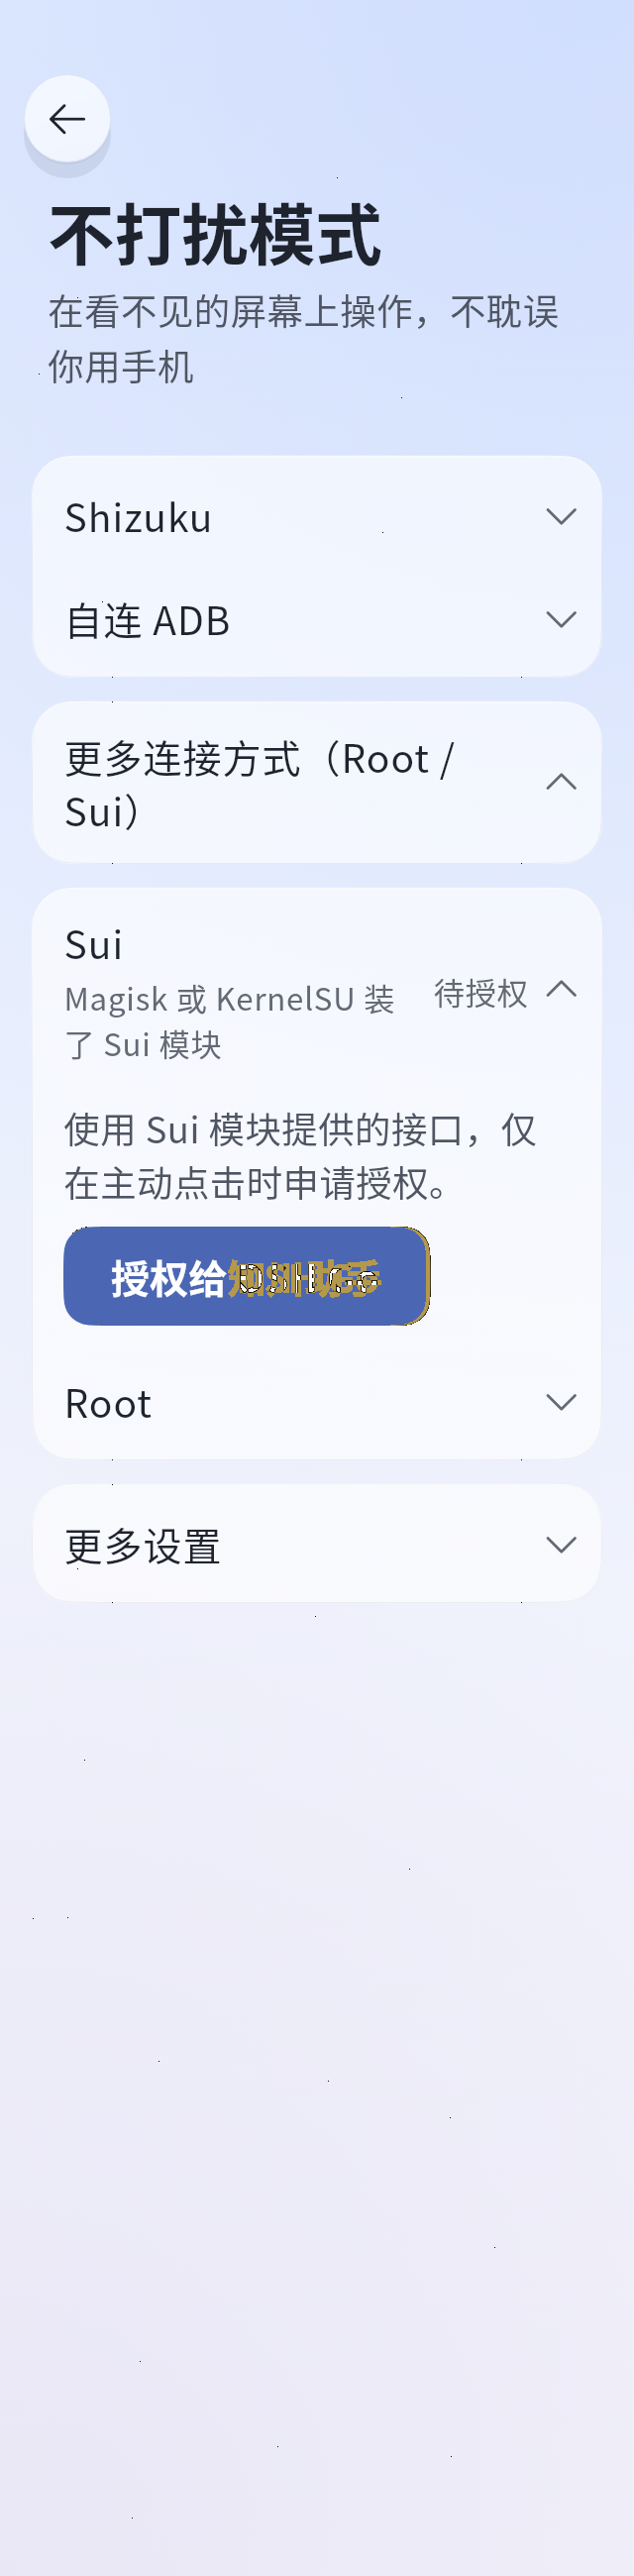 不打扰模式
在看不见的屏幕上操作，不耽误
你用手机
Shizuku
自连 ADB
更多连接方式（Root /
Sui）
Sui
Magisk 或 KernelSU 装
了 Sui 模块
待授权
使用 Sui 模块提供的接口，仅
在主动点击时申请授权。
授权给
Root
更多设置